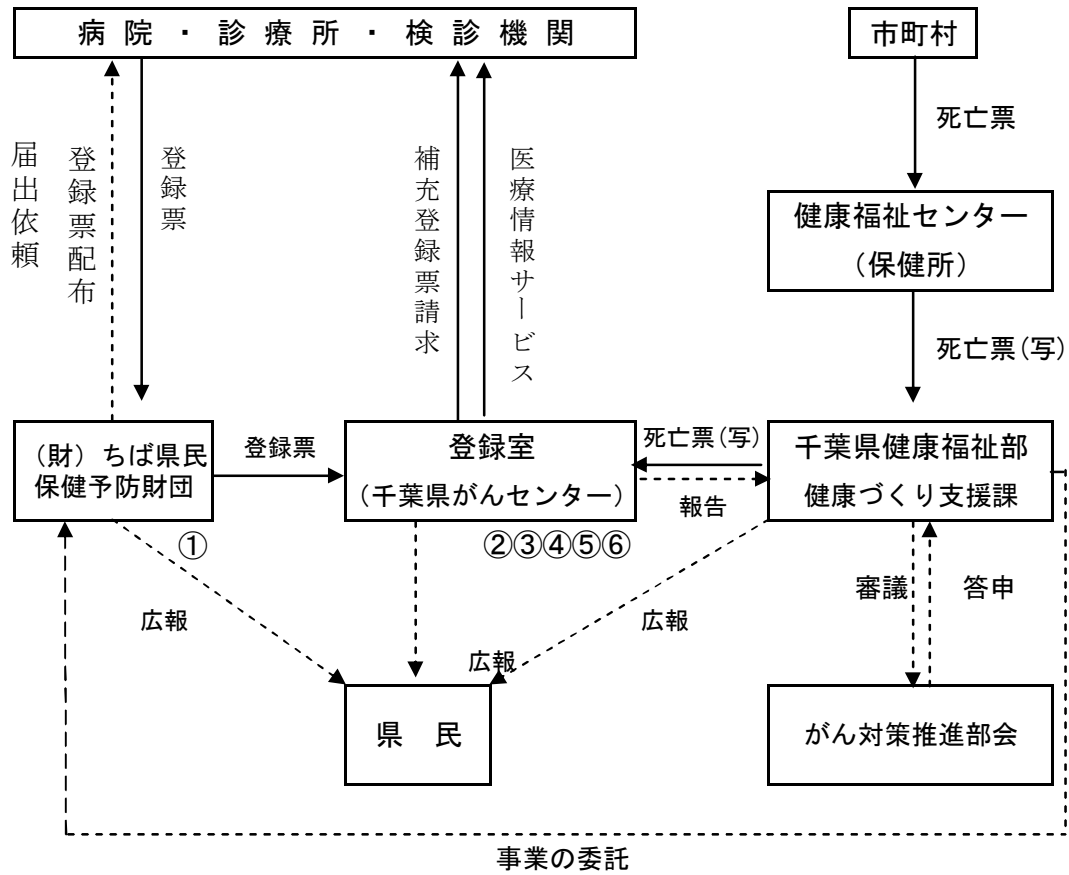 病院・診療所・検診機関
市町村
死亡票
届出依頼
登録票配布
登録票
補充登録票請求
医療情報サービス
健康福祉センター
（保健所）
死亡票（写）
（財）ちば県民
保健予防財団
登録票
登録室
（千葉県がんセンター）
死亡票（写）
報告
千葉県健康福祉部
健康づくり支援課
①
②③④⑤⑥
審議
答申
広報
広報
広報
県民
がん対策推進部会
事業の委託